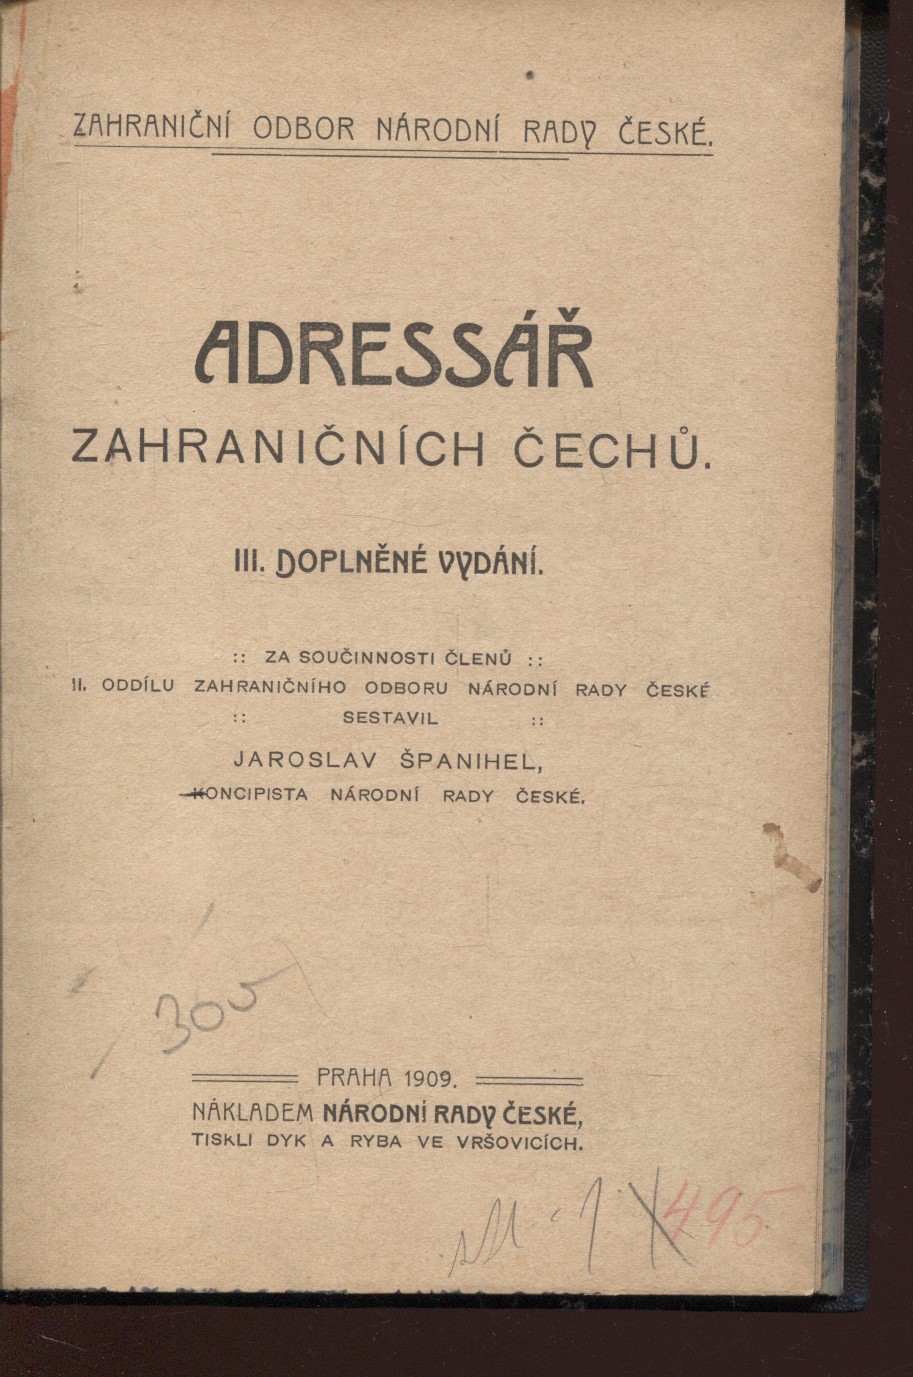 ZAHRANIČNÍ ODBOR NÁRODNÍ RADY ČESKÉ.
ADRESSÁŘ
ZAHRANIČNÍCH ČECHŮ.
III. DOPLNĚNÉ VYDÁNÍ.
:: ZA SOUČINNOSTI ČLENŮ ::
II. ODDÍLU ZAHRANIČNÍHO ODBORU NÁRODNÍ RADY ČESKÉ
:: SESTAVIL ::
JAROSLAV ŠPANIHEL,
KONCIPISTA NÁRODNÍ RADY ČESKÉ.
300
PRAHA 1909.
NÁKLADEM NÁRODNÍ RADY ČESKÉ,
TISKLI DYK A RYBA VE VRŠOVICÍCH.
495